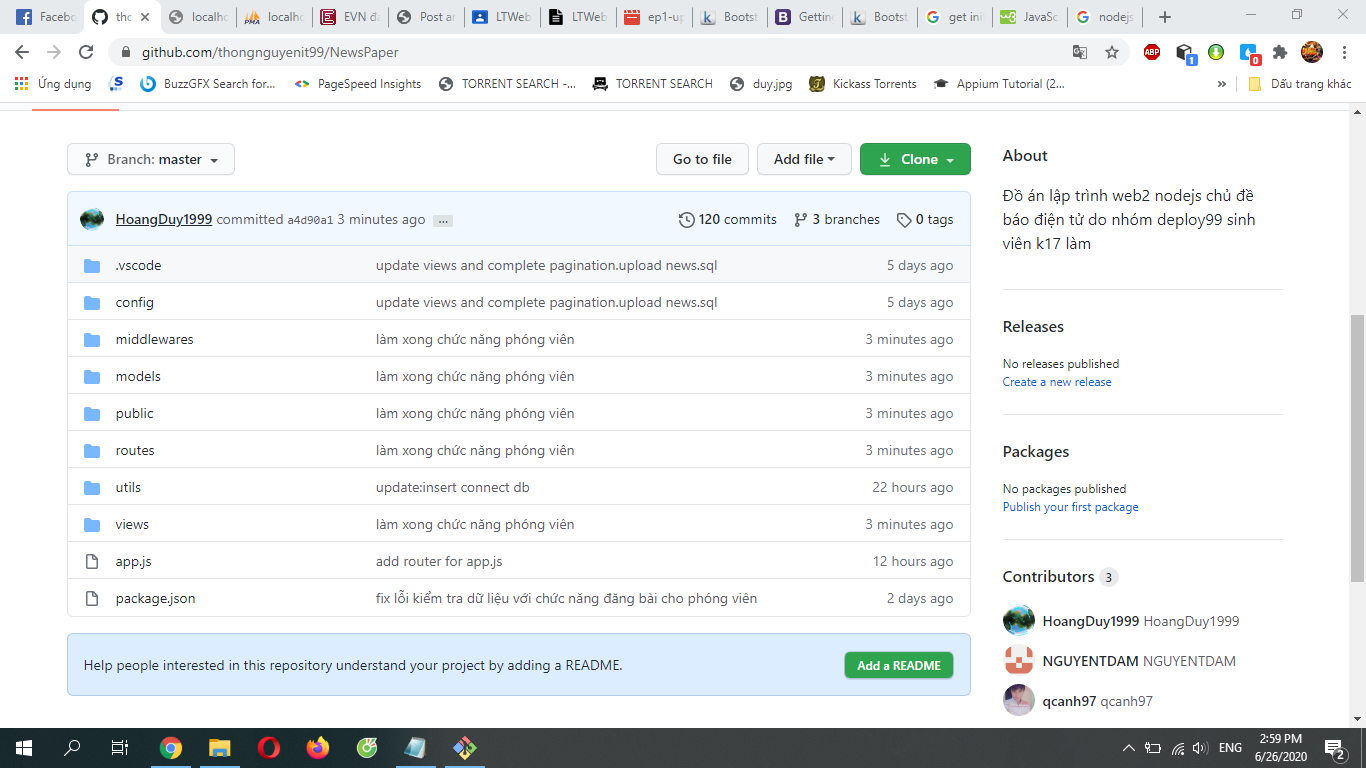 Faceb
thc
localho
localho
EVN đ
Post ar
LTWeb
LTWeb
ep1-up
Bootst
Gettin
Bootst
get ini
JavaSc
nodejs
github.com/thongnguyenit99/NewsPaper
ABP
1
0
Ứng dụng
BuzzGFX Search for...
PageSpeed Insights
TORRENT SEARCH -...
TORRENT SEARCH
duy.jpg
Kickass Torrents
Appium Tutorial (2...
»
Dấu trang khác
Branch: master
Go to file
Add file
Clone
HoangDuy1999 committed a4d90a1 3 minutes ago ...
120 commits
3 branches
0 tags
.vscode update views and complete pagination.upload news.sql 5 days ago
config update views and complete pagination.upload news.sql 5 days ago
middlewares làm xong chức năng phóng viên 3 minutes ago
models làm xong chức năng phóng viên 3 minutes ago
public làm xong chức năng phóng viên 3 minutes ago
routes làm xong chức năng phóng viên 3 minutes ago
utils update:insert connect db 22 hours ago
views làm xong chức năng phóng viên 3 minutes ago
app.js add router for app.js 12 hours ago
package.json fix lỗi kiểm tra dữ liệu với chức năng đăng bài cho phóng viên 2 days ago
Help people interested in this repository understand your project by adding a README.
Add a README
About
Đồ án lập trình web2 nodejs chủ đề
báo điện tử do nhóm deploy99 sinh
viên k17 làm
Releases
No releases published
Create a new release
Packages
No packages published
Publish your first package
Contributors 3
HoangDuy1999 HoangDuy1999
NGUYENTDAM NGUYENTDAM
qcanh97 qcanh97
ENG
2:59 PM
6/26/2020
2